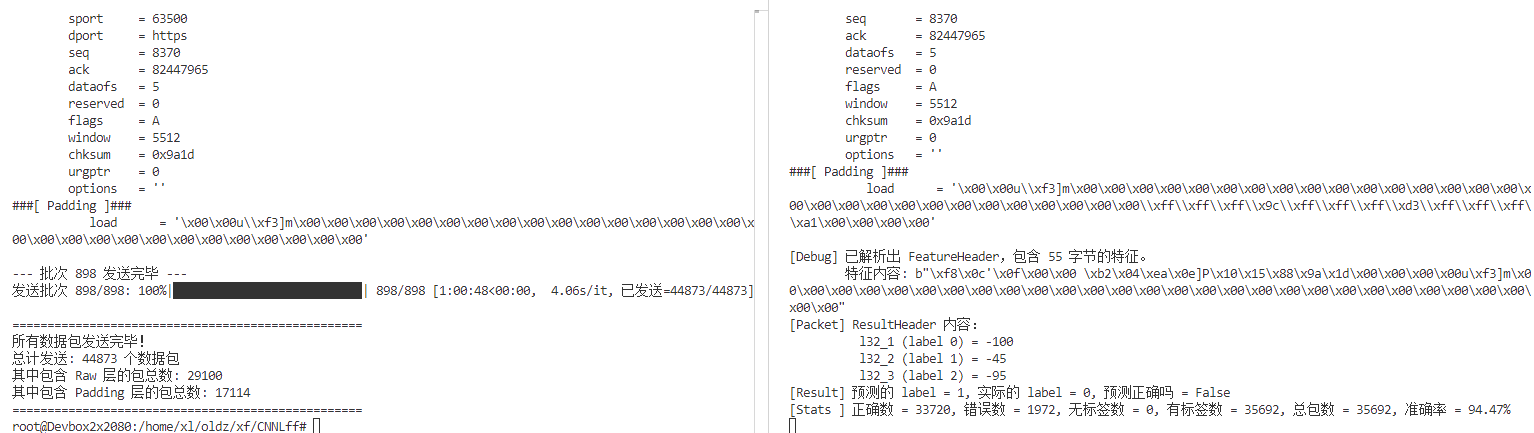 sport = 63500
dport = https
seq = 8370
ack = 82447965
dataofs = 5
reserved = 0
flags = A
window = 5512
chksum = 0x9a1d
urgptr = 0
options = ''
###[ Padding ]###
load = '\x00\x00u\\xf3]m\x00\x00\x00\x00\x00\x00\x00\x00\x00\x00\x00\x00\x00\x00\x00\x00\x
00\x00\x00\x00\x00\x00\x00\x00\x00\x00\x00\x00\x00'
--- 批次 898 发送完毕 ---
发送批次 898/898: 100%| | 898/898 [1:00:48<00:00, 4.06s/it, 已发送=44873/44873]
==================================================
所有数据包发送完毕!
总计发送: 44873 个数据包
其中包含 Raw 层的包总数: 29100
其中包含 Padding 层的包总数: 17114
==================================================
root@Devbox2x2080:/home/xl/oldz/xf/CNNLff#
seq = 8370
ack = 82447965
dataofs = 5
reserved = 0
flags = A
window = 5512
chksum = 0x9a1d
urgptr = 0
options = ''
###[ Padding ]###
load = '\x00\x00u\\xf3]m\x00\x00\x00\x00\x00\x00\x00\x00\x00\x00\x00\x00\x00\x00\x00\x
00\x00\x00\x00\x00\x00\x00\x00\x00\x00\x00\x00\x00\\xff\\xff\\xff\\x9c\\xff\\xff\\xff\\xd3\\xff\\xff\\xff\
\xa1\x00\x00\x00\x00'
[Debug] 已解析出 FeatureHeader，包含 55 字节的特征。
特征内容: b"\xf8\x0c'\x0f\x00\x00 \xb2\x04\xea\x0e]P\x10\x15\x88\x9a\x1d\x00\x00\x00\x00u\xf3]m\x0
0\x00\x00\x00\x00\x00\x00\x00\x00\x00\x00\x00\x00\x00\x00\x00\x00\x00\x00\x00\x00\x00\x00\x00\x00\x00\
x00\x00"
[Packet] ResultHeader 内容:
l32_1 (label 0) = -100
l32_2 (label 1) = -45
l32_3 (label 2) = -95
[Result] 预测的 label = 1, 实际的 label = 0, 预测正确吗 = False
[Stats ] 正确数 = 33720, 错误数 = 1972, 无标签数 = 0, 有标签数 = 35692, 总包数 = 35692, 准确率 = 94.47%